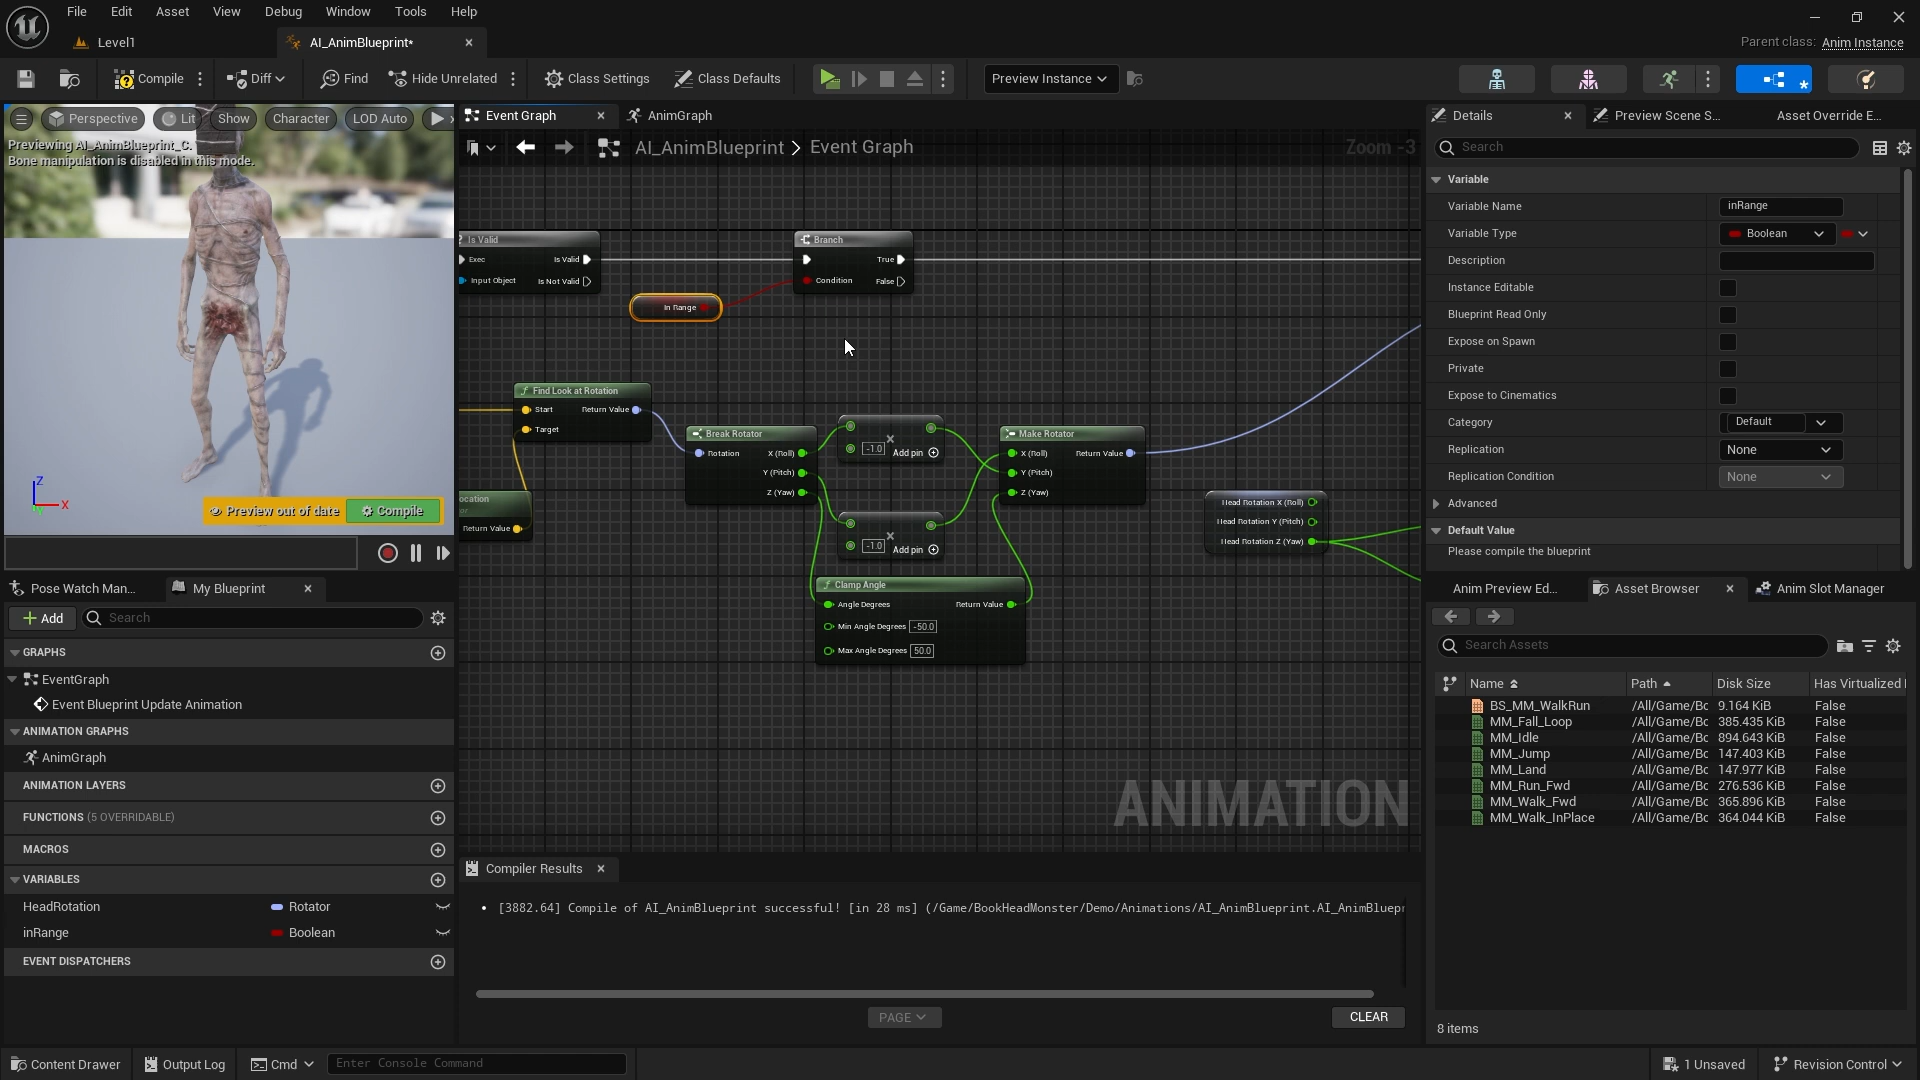 File Edit View Asset Debug Window Tools Help
Level1
AI_AnimBlueprint*
Parent class: Anim Instance
Compile
Diff
Find
Hide Unrelated
Class Settings
Class Defaults
Preview Instance
Perspective
Lit
Show
Character
LOD Auto
Previewing AI_AnimBlueprint_C.
Bone manipulation is disabled in this mode.
Z
X
Preview out of date
Compile
Pose Watch Man...
My Blueprint
Add
Search
GRAPHS
EventGraph
Event Blueprint Update Animation
ANIMATION GRAPHS
AnimGraph
ANIMATION LAYERS
FUNCTIONS (5 OVERRIDABLE)
MACROS
VARIABLES
HeadRotation Rotator
inRange Boolean
EVENT DISPATCHERS
Event Graph
AnimGraph
AI_AnimBlueprint > Event Graph
Zoom -3
Is Valid
Exec Is Valid
Input Object Is Not Valid
Branch
True
Condition False
In Range
Find Look at Rotation
Start Return Value
Target
ocation
or
Return Value
Break Rotator
Rotation X (Roll)
Y (Pitch)
Z (Yaw)
-1.0 Add pin
-1.0 Add pin
Make Rotator
X (Roll) Return Value
Y (Pitch)
Z (Yaw)
Clamp Angle
Angle Degrees Return Value
Min Angle Degrees -50.0
Max Angle Degrees 50.0
Head Rotation X (Roll)
Head Rotation Y (Pitch)
Head Rotation Z (Yaw)
ANIMATION
Compiler Results
[3882.64] Compile of AI_AnimBlueprint successful! [in 28 ms] (/Game/BookHeadMonster/Demo/Animations/AI_AnimBlueprint.AI_AnimBluepr
PAGE
CLEAR
Details
Preview Scene S...
Asset Override E...
Search
Variable
Variable Name inRange
Variable Type Boolean
Description
Instance Editable
Blueprint Read Only
Expose on Spawn
Private
Expose to Cinematics
Category Default
Replication None
Replication Condition None
Advanced
Default Value
Please compile the blueprint
Anim Preview Ed...
Asset Browser
Anim Slot Manager
Search Assets
Name Path Disk Size Has Virtualized
BS_MM_WalkRun /All/Game/Bc 9.164 KiB False
MM_Fall_Loop /All/Game/Bc 385.435 KiB False
MM_Idle /All/Game/Bc 894.643 KiB False
MM_Jump /All/Game/Bc 147.403 KiB False
MM_Land /All/Game/Bc 147.977 KiB False
MM_Run_Fwd /All/Game/Bc 276.536 KiB False
MM_Walk_Fwd /All/Game/Bc 365.896 KiB False
MM_Walk_InPlace /All/Game/Bc 364.044 KiB False
8 items
Content Drawer
Output Log
Cmd
Enter Console Command
1 Unsaved
Revision Control